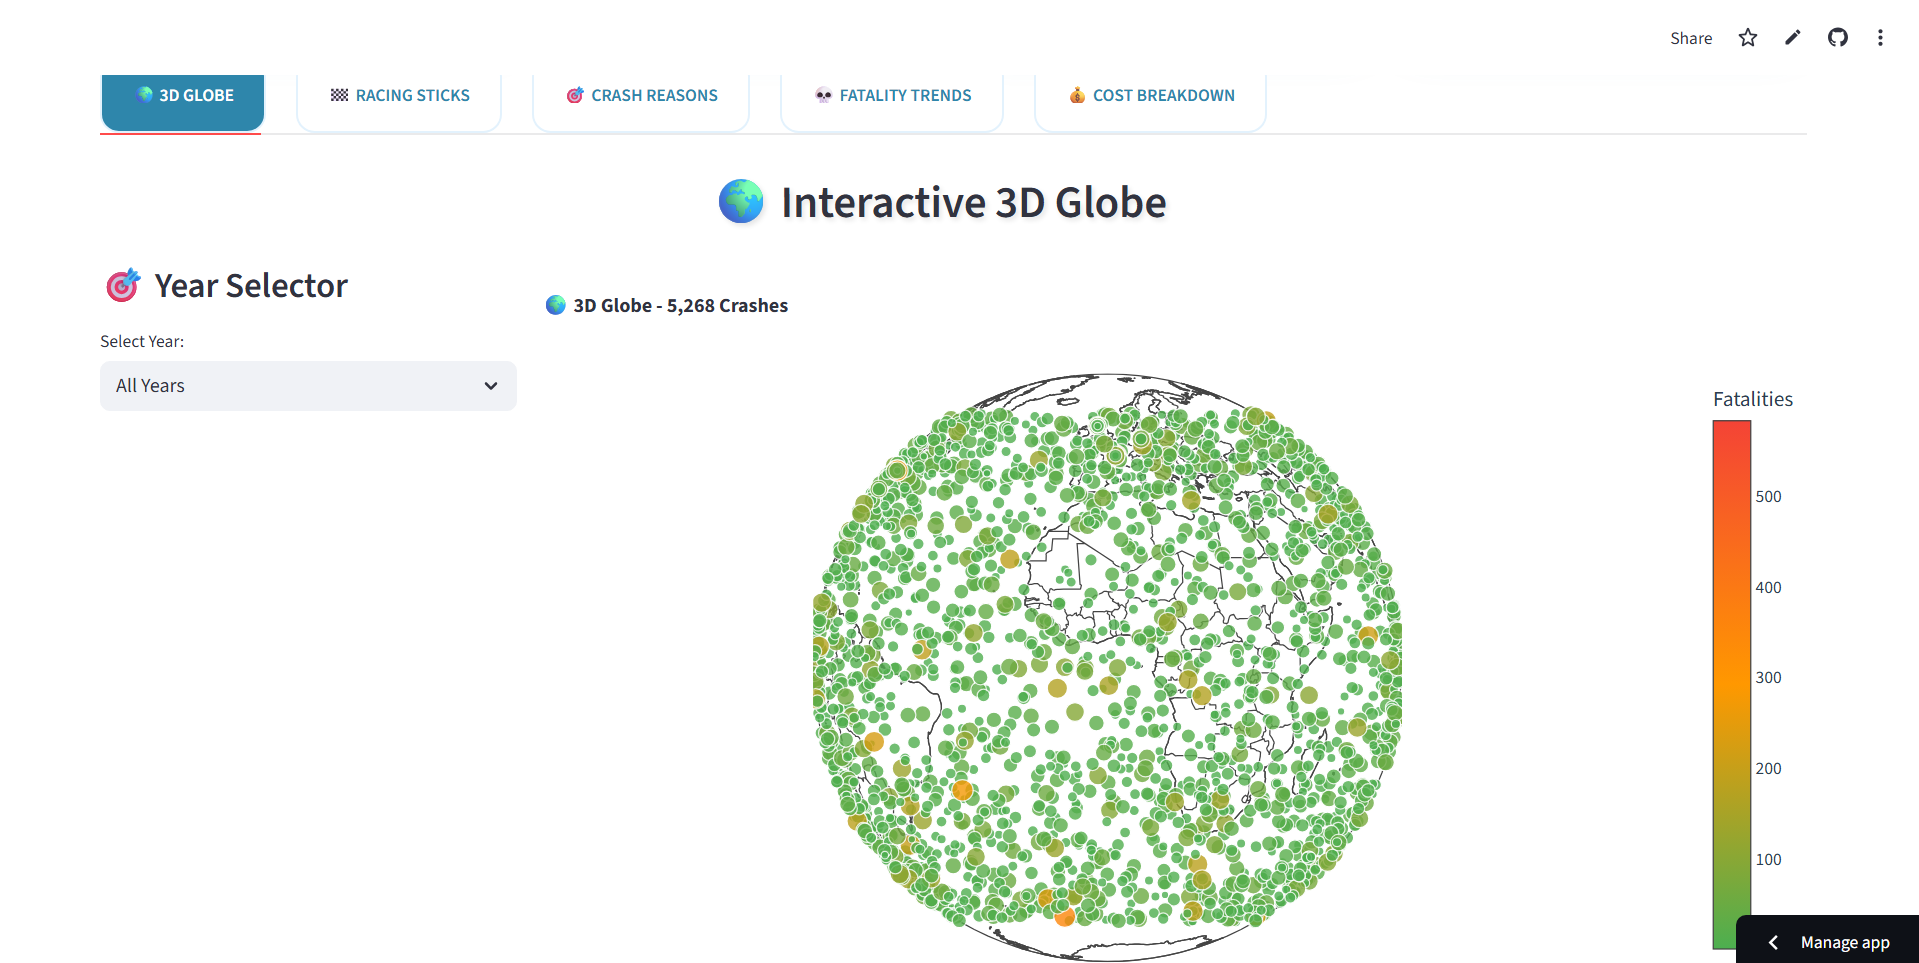 Share
3D GLOBE
RACING STICKS
CRASH REASONS
FATALITY TRENDS
COST BREAKDOWN
Interactive 3D Globe
Year Selector
Select Year:
All Years
3D Globe - 5,268 Crashes
Fatalities
500
400
300
200
100
Manage app